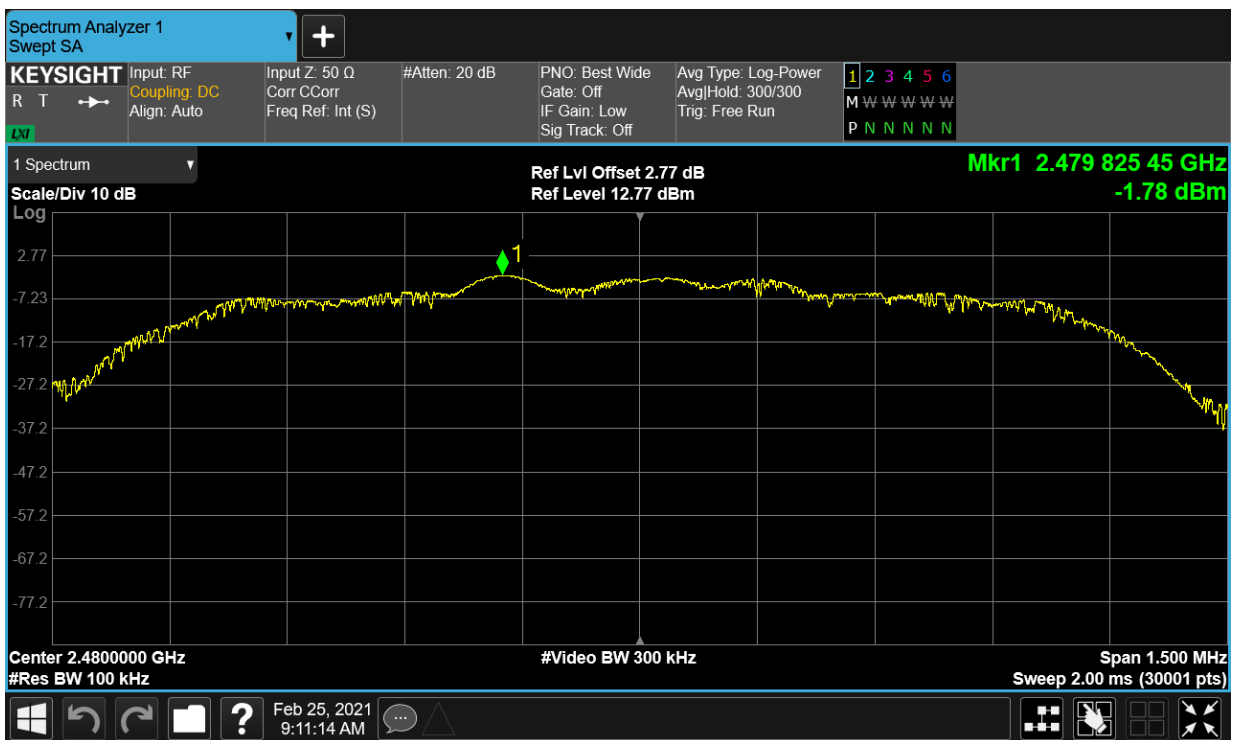 Spectrum Analyzer 1
Swept SA
▼
+
KEYSIGHT
R T
LXI
Input: RF
Coupling: DC
Align: Auto
Input Z: 50 Ω
Corr CCorr
Freq Ref: Int (S)
#Atten: 20 dB
PNO: Best Wide
Gate: Off
IF Gain: Low
Sig Track: Off
Avg Type: Log-Power
Avg|Hold: 300/300
Trig: Free Run
1 2 3 4 5 6
M W W W W W
P N N N N N
1 Spectrum ▼
Scale/Div 10 dB
Log
Ref Lvl Offset 2.77 dB
Ref Level 12.77 dBm
Mkr1 2.479 825 45 GHz
-1.78 dBm
1
2.77
-7.23
-17.2
-27.2
-37.2
-47.2
-57.2
-67.2
-77.2
Center 2.4800000 GHz
#Res BW 100 kHz
#Video BW 300 kHz
Span 1.500 MHz
Sweep 2.00 ms (30001 pts)
?
Feb 25, 2021
9:11:14 AM